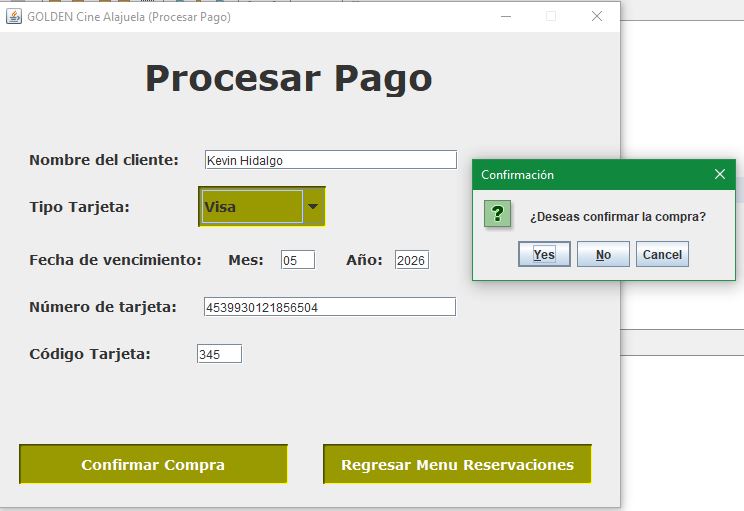 GOLDEN Cine Alajuela (Procesar Pago)
Procesar Pago
Nombre del cliente: Kevin Hidalgo
Tipo Tarjeta: Visa
Fecha de vencimiento: Mes: 05 Año: 2026
Número de tarjeta: 4539930121856504
Código Tarjeta: 345
Confirmar Compra Regresar Menu Reservaciones
Confirmación
?
¿Deseas confirmar la compra?
Yes No Cancel